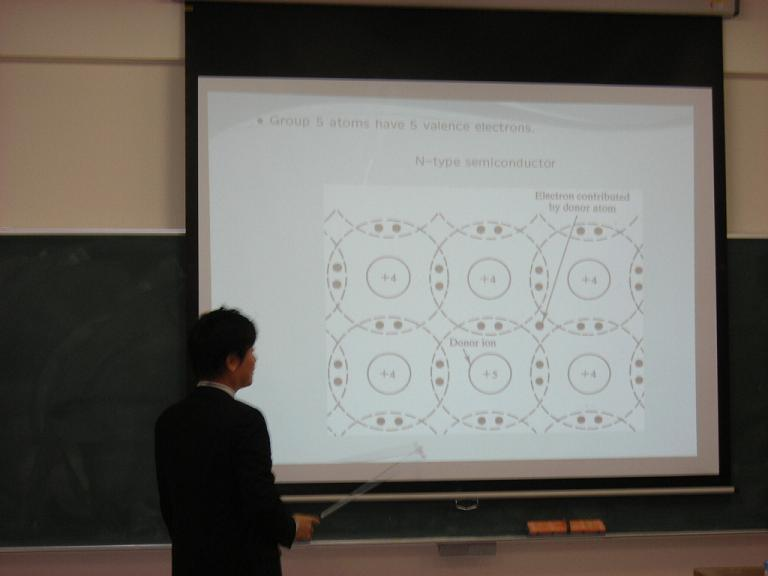 • Group 5 atoms have 5 valence electrons.
N-type semiconductor
Electron contributed
by donor atom
+4 +4 +4
Donor ion
+4 +5 +4